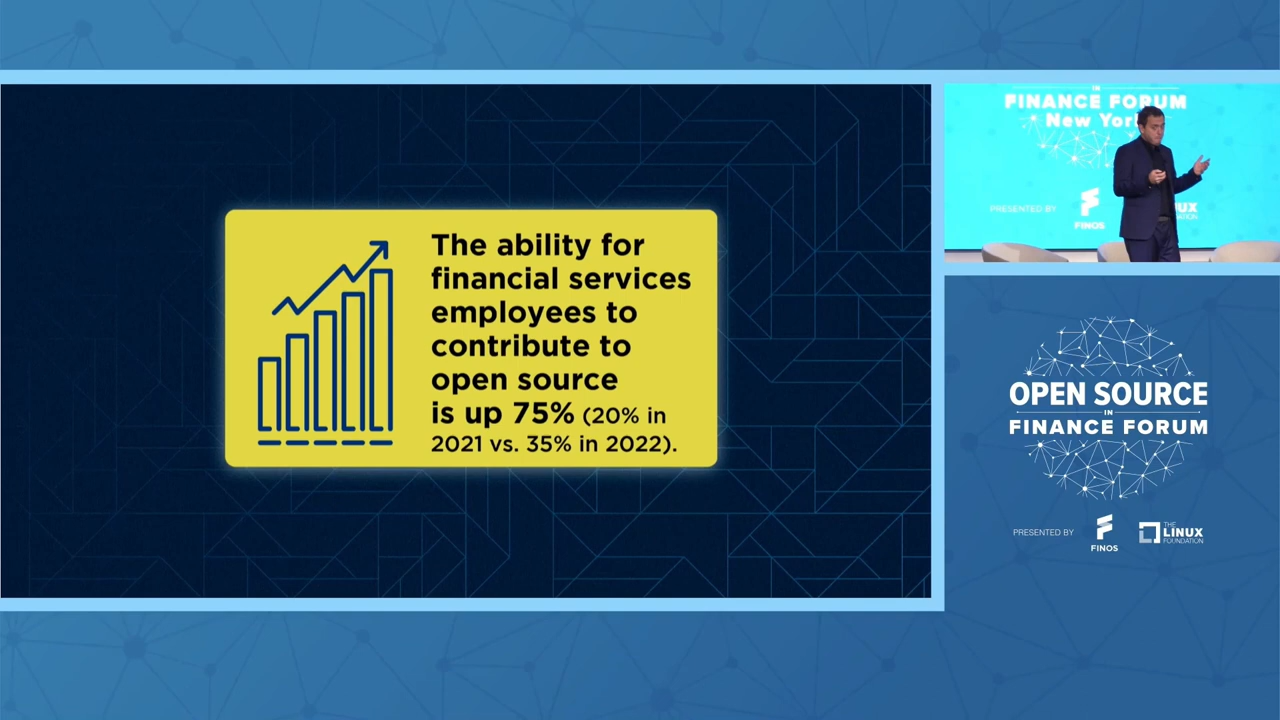 The ability for
financial services
employees to
contribute to
open source
is up 75% (20% in
2021 vs. 35% in 2022).
IN
FINANCE FORUM
New York
PRESENTED BY
FINOS
OPEN SOURCE
IN
FINANCE FORUM
PRESENTED BY
FINOS
THE
LINUX
FOUNDATION